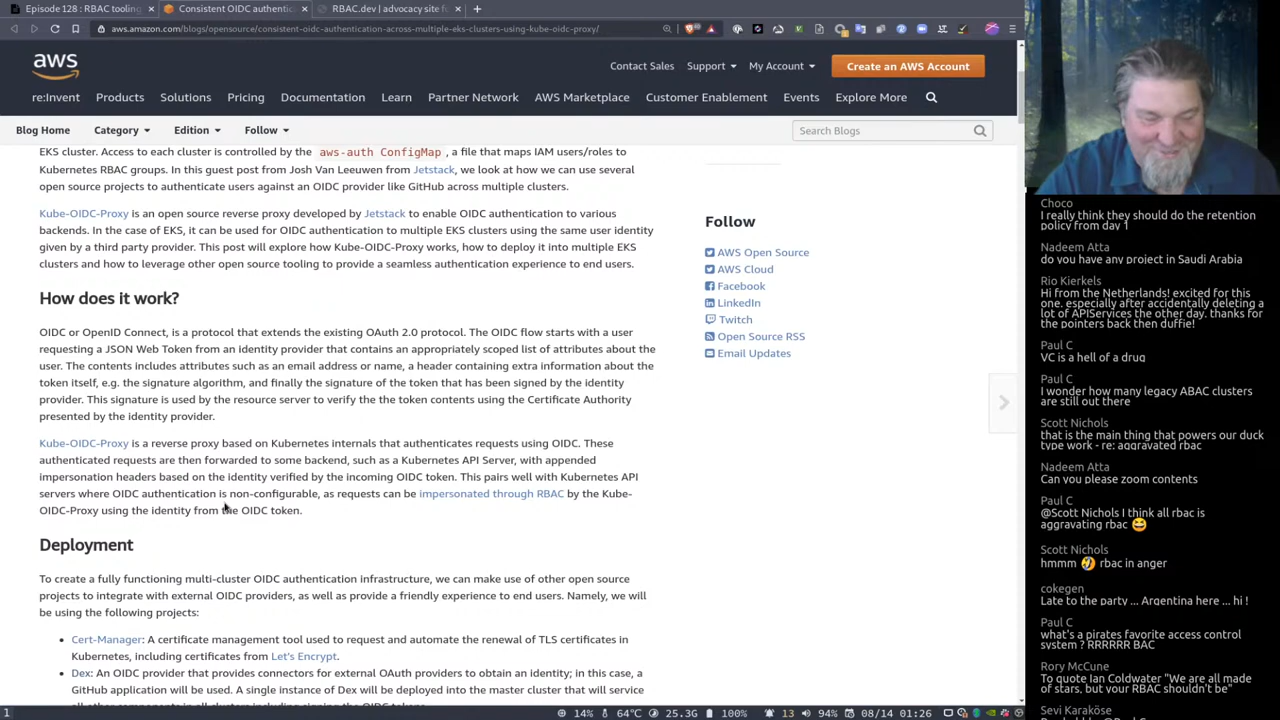 Episode 128 : RBAC tooling
Consistent OIDC authentic
RBAC.dev | advocacy site f
aws.amazon.com/blogs/opensource/consistent-oidc-authentication-across-multiple-eks-clusters-using-kube-oidc-proxy/
aws
Contact Sales Support My Account Create an AWS Account
re:Invent Products Solutions Pricing Documentation Learn Partner Network AWS Marketplace Customer Enablement Events Explore More
Blog Home Category Edition Follow Search Blogs
EKS cluster. Access to each cluster is controlled by the aws-auth ConfigMap, a file that maps IAM users/roles to
Kubernetes RBAC groups. In this guest post from Josh Van Leeuwen from Jetstack, we look at how we can use several
open source projects to authenticate users against an OIDC provider like GitHub across multiple clusters.
Kube-OIDC-Proxy is an open source reverse proxy developed by Jetstack to enable OIDC authentication to various
backends. In the case of EKS, it can be used for OIDC authentication to multiple EKS clusters using the same user identity
given by a third party provider. This post will explore how Kube-OIDC-Proxy works, how to deploy it into multiple EKS
clusters and how to leverage other open source tooling to provide a seamless authentication experience to end users.
How does it work?
OIDC or OpenID Connect, is a protocol that extends the existing OAuth 2.0 protocol. The OIDC flow starts with a user
requesting a JSON Web Token from an identity provider that contains an appropriately scoped list of attributes about the
user. The contents includes attributes such as an email address or name, a header containing extra information about the
token itself, e.g. the signature algorithm, and finally the signature of the token that has been signed by the identity
provider. This signature is used by the resource server to verify the the token contents using the Certificate Authority
presented by the identity provider.
Kube-OIDC-Proxy is a reverse proxy based on Kubernetes internals that authenticates requests using OIDC. These
authenticated requests are then forwarded to some backend, such as a Kubernetes API Server, with appended
impersonation headers based on the identity verified by the incoming OIDC token. This pairs well with Kubernetes API
servers where OIDC authentication is non-configurable, as requests can be impersonated through RBAC by the Kube-
OIDC-Proxy using the identity from the OIDC token.
Deployment
To create a fully functioning multi-cluster OIDC authentication infrastructure, we can make use of other open source
projects to integrate with external OIDC providers, as well as provide a friendly experience to end users. Namely, we will
be using the following projects:
• Cert-Manager: A certificate management tool used to request and automate the renewal of TLS certificates in
Kubernetes, including certificates from Let's Encrypt.
• Dex: An OIDC provider that provides connectors for external OAuth providers to obtain an identity; in this case, a
GitHub application will be used. A single instance of Dex will be deployed into the master cluster that will service
Follow
AWS Open Source
AWS Cloud
Facebook
LinkedIn
Twitch
Open Source RSS
Email Updates
Choco
I really think they should do the retention
policy from day 1
Nadeem Atta
do you have any project in Saudi Arabia
Rio Kierkels
Hi from the Netherlands! excited for this
one. especially after accidentally deleting a
lot of APIServices the other day. thanks for
the pointers back then duffie!
Paul C
VC is a hell of a drug
Paul C
I wonder how many legacy ABAC clusters
are still out there
Scott Nichols
that is the main thing that powers our duck
type work - re: aggravated rbac
Nadeem Atta
Can you please zoom contents
Paul C
@Scott Nichols I think all rbac is
aggravating rbac 😆
Scott Nichols
hmmm 🤣 rbac in anger
cokegen
Late to the party ... Argentina here ... hi !
Paul C
what's a pirates favorite access control
system ? RRRRRR BAC
Rory McCune
To quote Ian Coldwater "We are all made
of stars, but your RBAC shouldn't be"
Sevi Karaköse
1 14% 64°C 25.3G 100% 13 94% 08/14 01:26